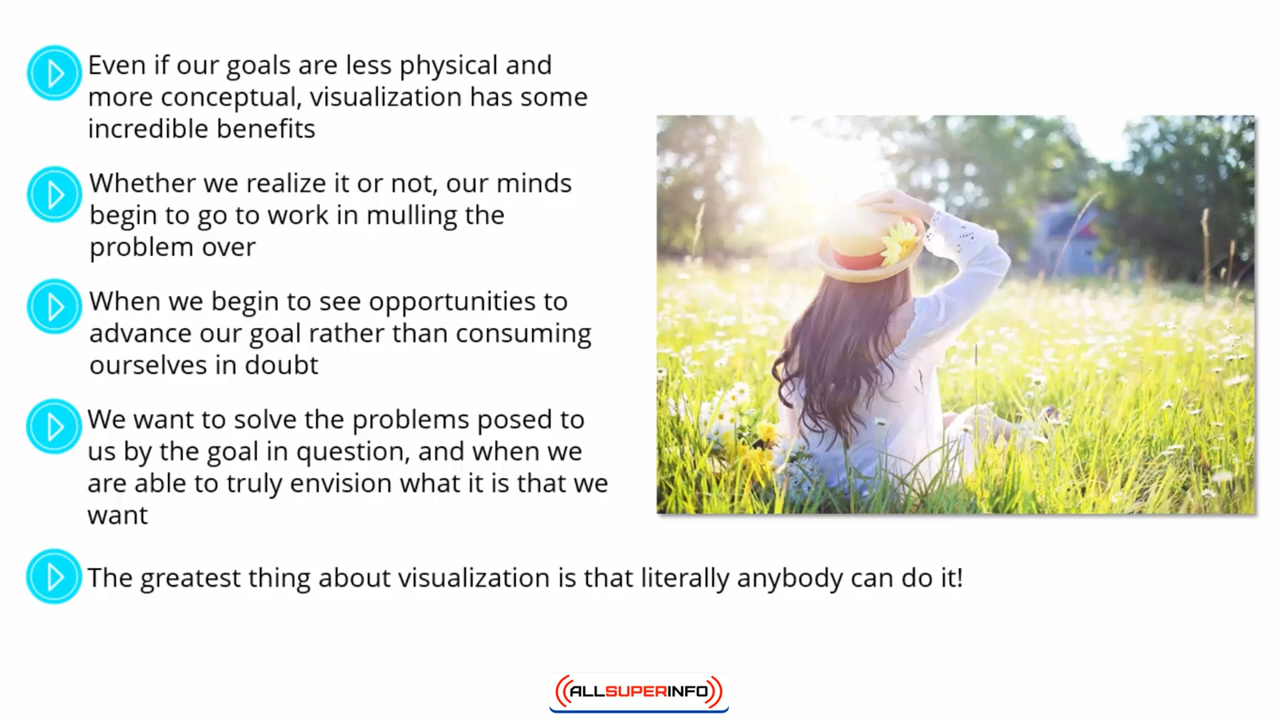 Even if our goals are less physical and
more conceptual, visualization has some
incredible benefits
Whether we realize it or not, our minds
begin to go to work in mulling the
problem over
When we begin to see opportunities to
advance our goal rather than consuming
ourselves in doubt
We want to solve the problems posed to
us by the goal in question, and when we
are able to truly envision what it is that we
want
The greatest thing about visualization is that literally anybody can do it!
ALLSUPERINFO